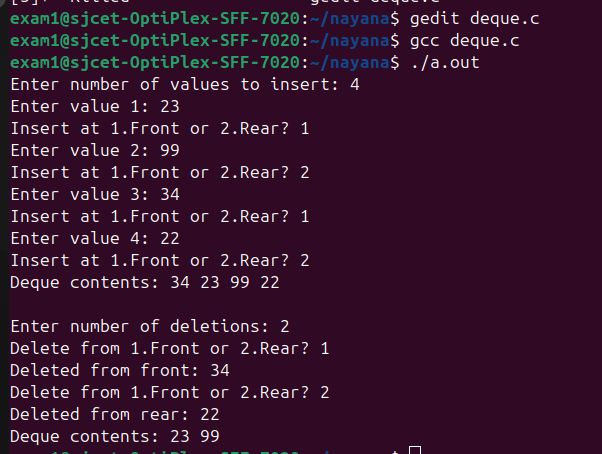 exam1@sjcet-OptiPlex-SFF-7020:~/nayana$ gedit deque.c
exam1@sjcet-OptiPlex-SFF-7020:~/nayana$ gcc deque.c
exam1@sjcet-OptiPlex-SFF-7020:~/nayana$ ./a.out
Enter number of values to insert: 4
Enter value 1: 23
Insert at 1.Front or 2.Rear? 1
Enter value 2: 99
Insert at 1.Front or 2.Rear? 2
Enter value 3: 34
Insert at 1.Front or 2.Rear? 1
Enter value 4: 22
Insert at 1.Front or 2.Rear? 2
Deque contents: 34 23 99 22
Enter number of deletions: 2
Delete from 1.Front or 2.Rear? 1
Deleted from front: 34
Delete from 1.Front or 2.Rear? 2
Deleted from rear: 22
Deque contents: 23 99